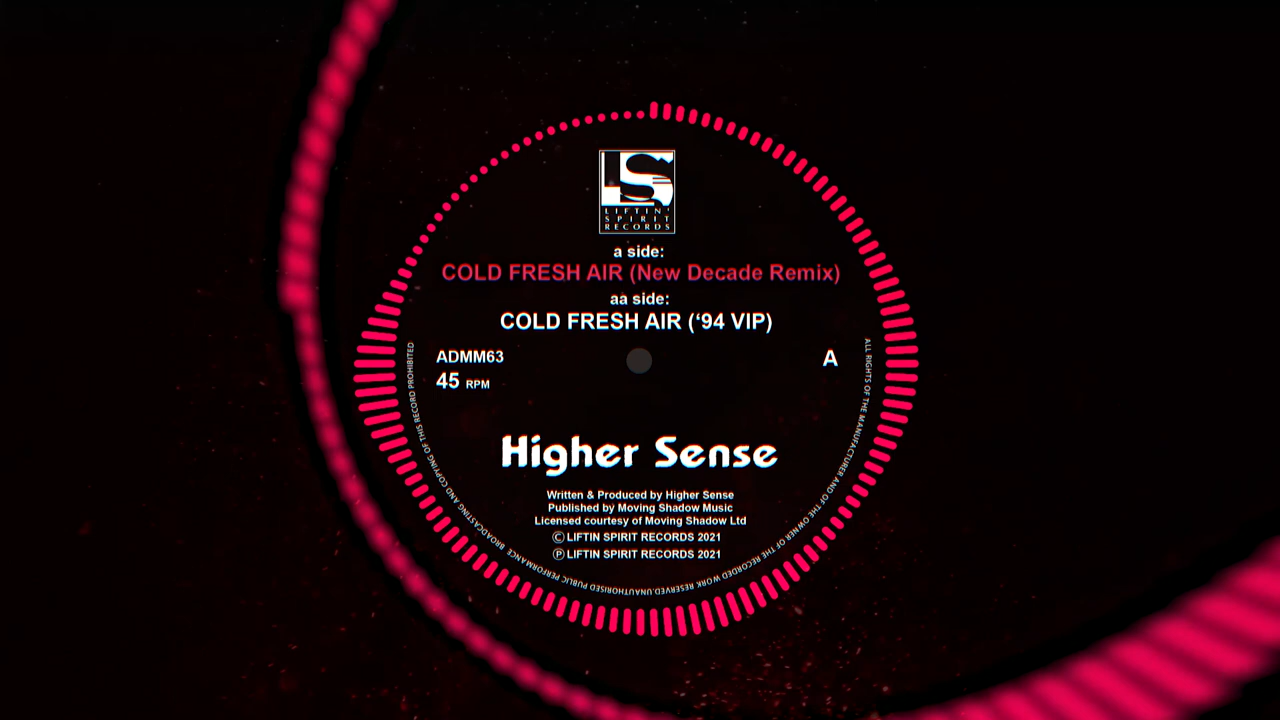 LS
LIFTIN'
SPIRIT
RECORDS
a side:
COLD FRESH AIR (New Decade Remix)
aa side:
COLD FRESH AIR (‘94 VIP)
ADMM63
A
45 RPM
Higher Sense
Written & Produced by Higher Sense
Published by Moving Shadow Music
Licensed courtesy of Moving Shadow Ltd
Ⓒ LIFTIN SPIRIT RECORDS 2021
Ⓟ LIFTIN SPIRIT RECORDS 2021
ALL RIGHTS OF THE MANUFACTURER AND OF THE OWNER OF THE RECORDED WORK RESERVED.UNAUTHORISED PUBLIC PERFORMANCE BROADCASTING AND COPYING OF THIS RECORD PROHIBITED